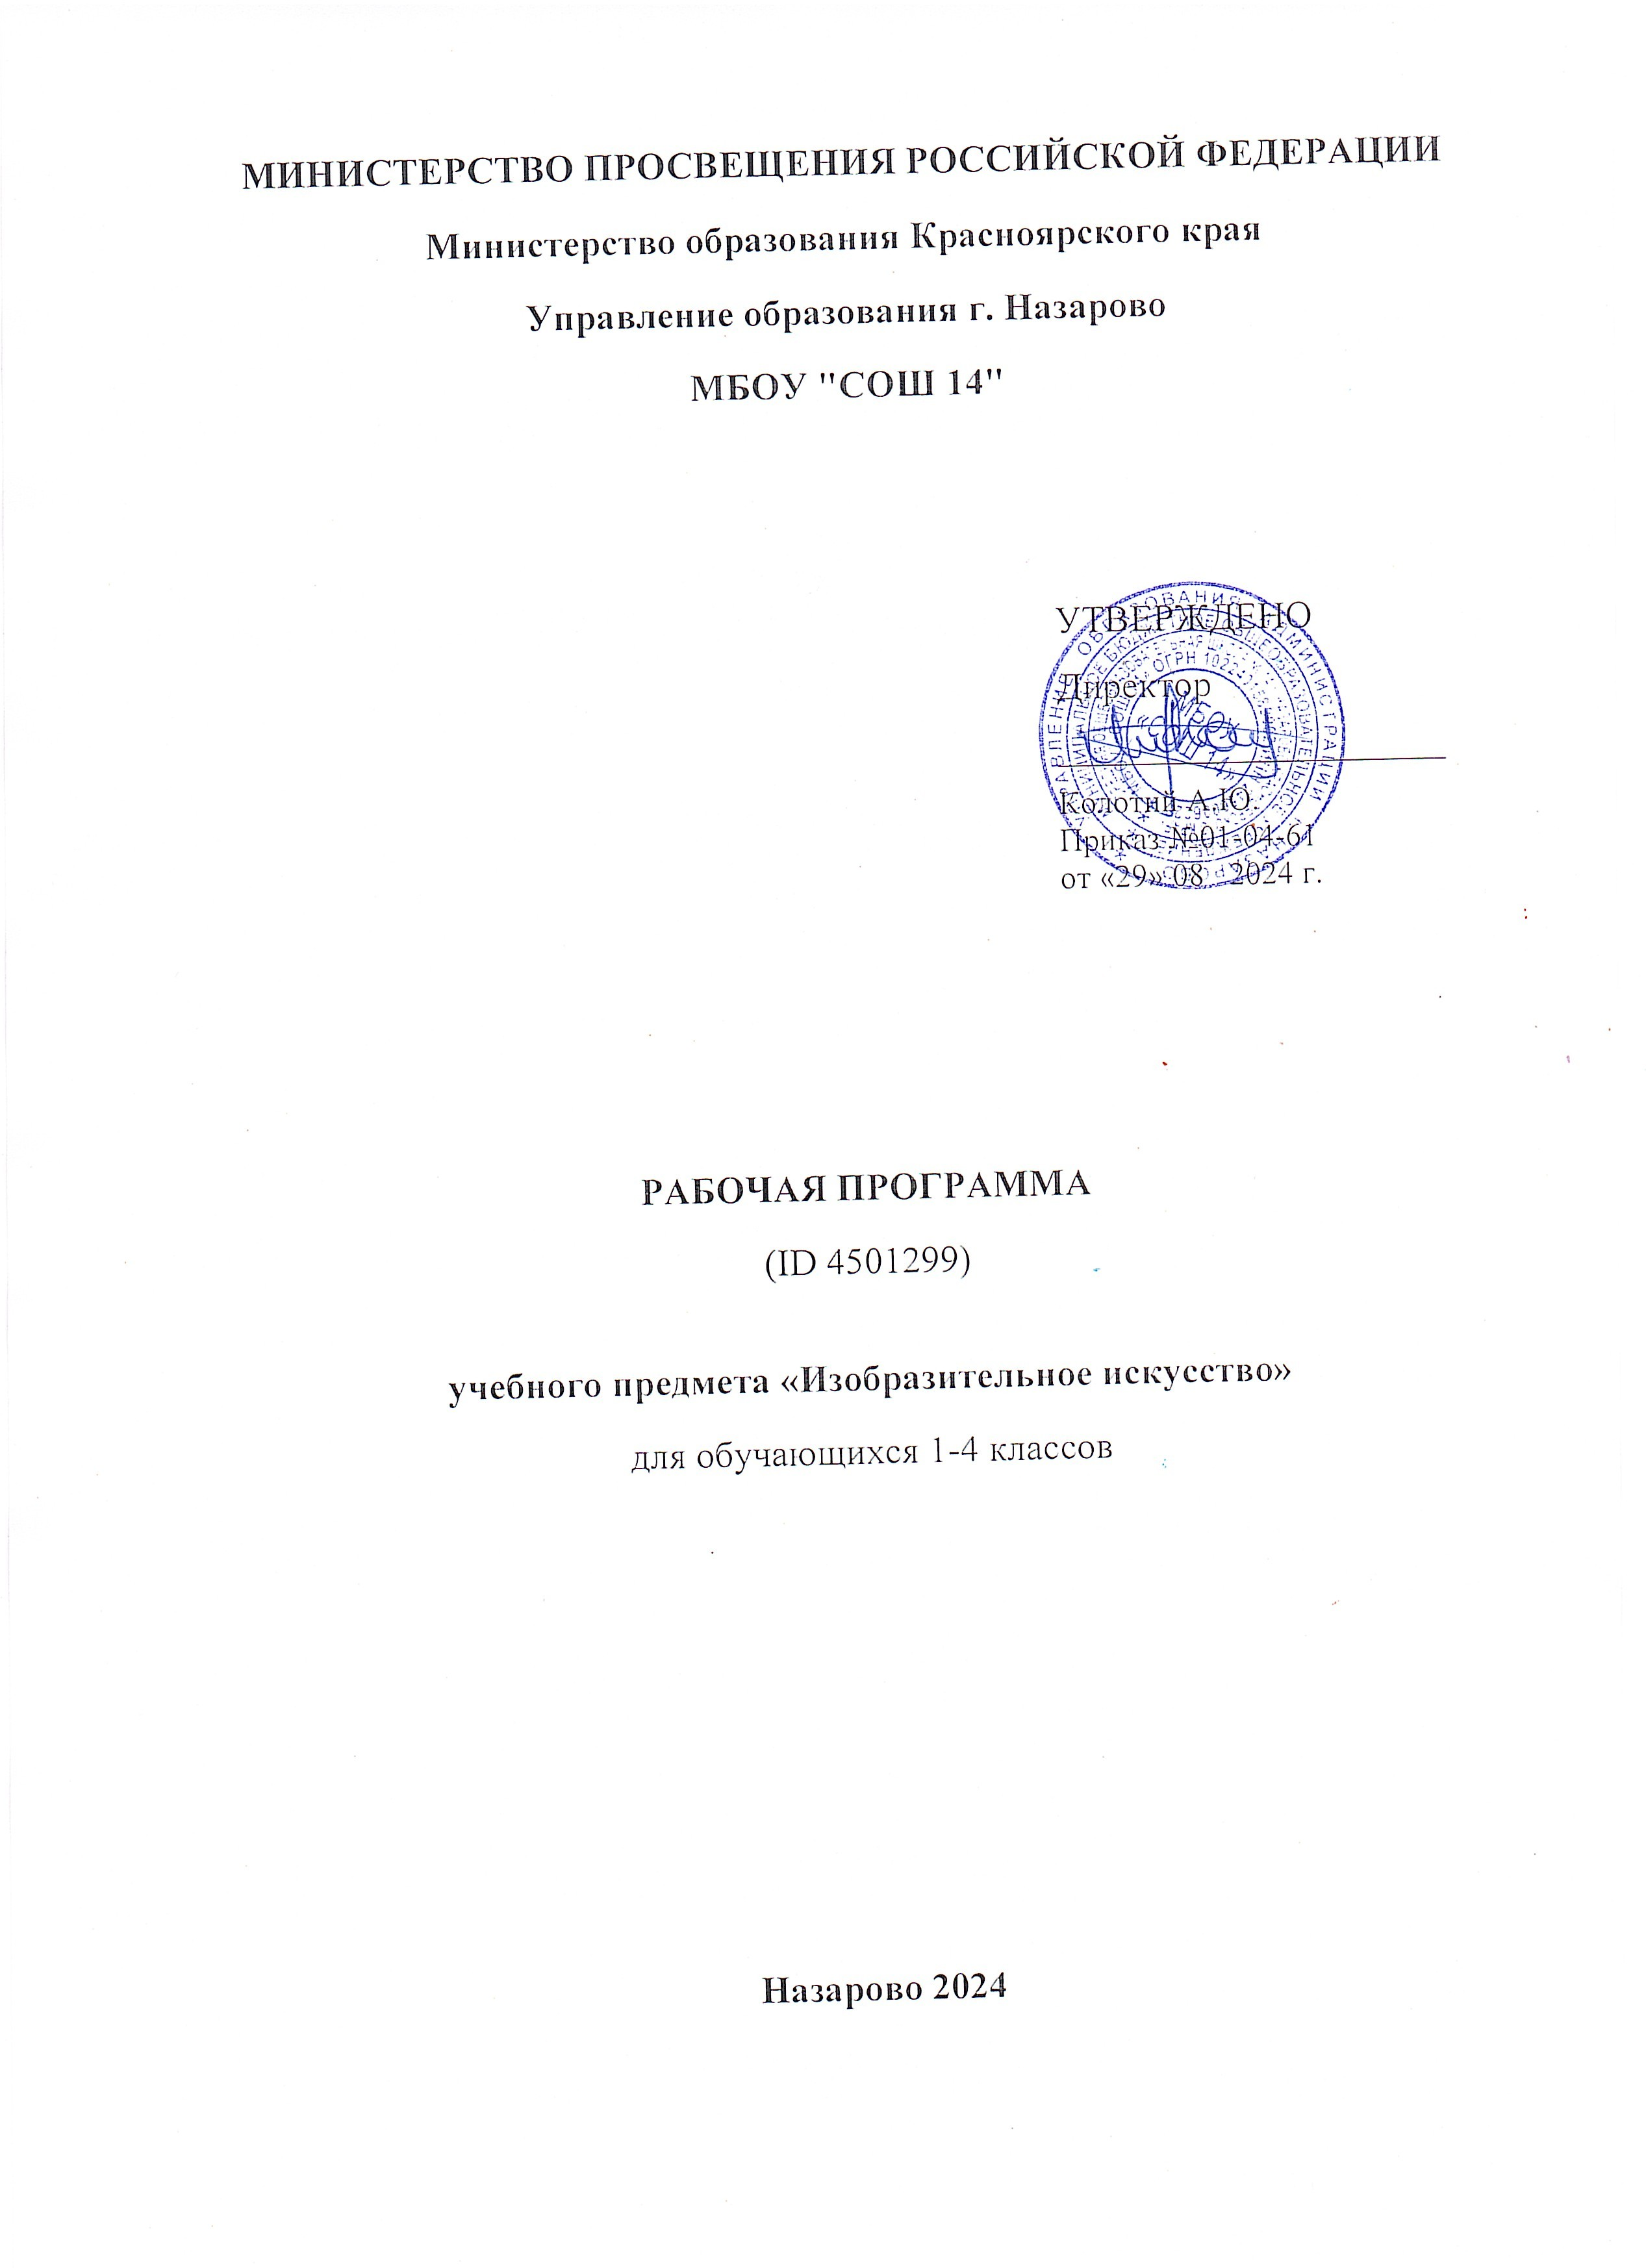 МИНИСТЕРСТВО ПРОСВЕЩЕНИЯ РОССИЙСКОЙ ФЕДЕРАЦИИ
Министерство образования Красноярского края
Управление образования г. Назарово
МБОУ "СОШ 14"
УТВЕРЖДЕНО
Директор
Колотий А.Ю.
Приказ №01-04-61
от «29» 08 2024 г.
РАБОЧАЯ ПРОГРАММА
(ID 4501299)
учебного предмета «Изобразительное искусство»
для обучающихся 1-4 классов
Назарово 2024